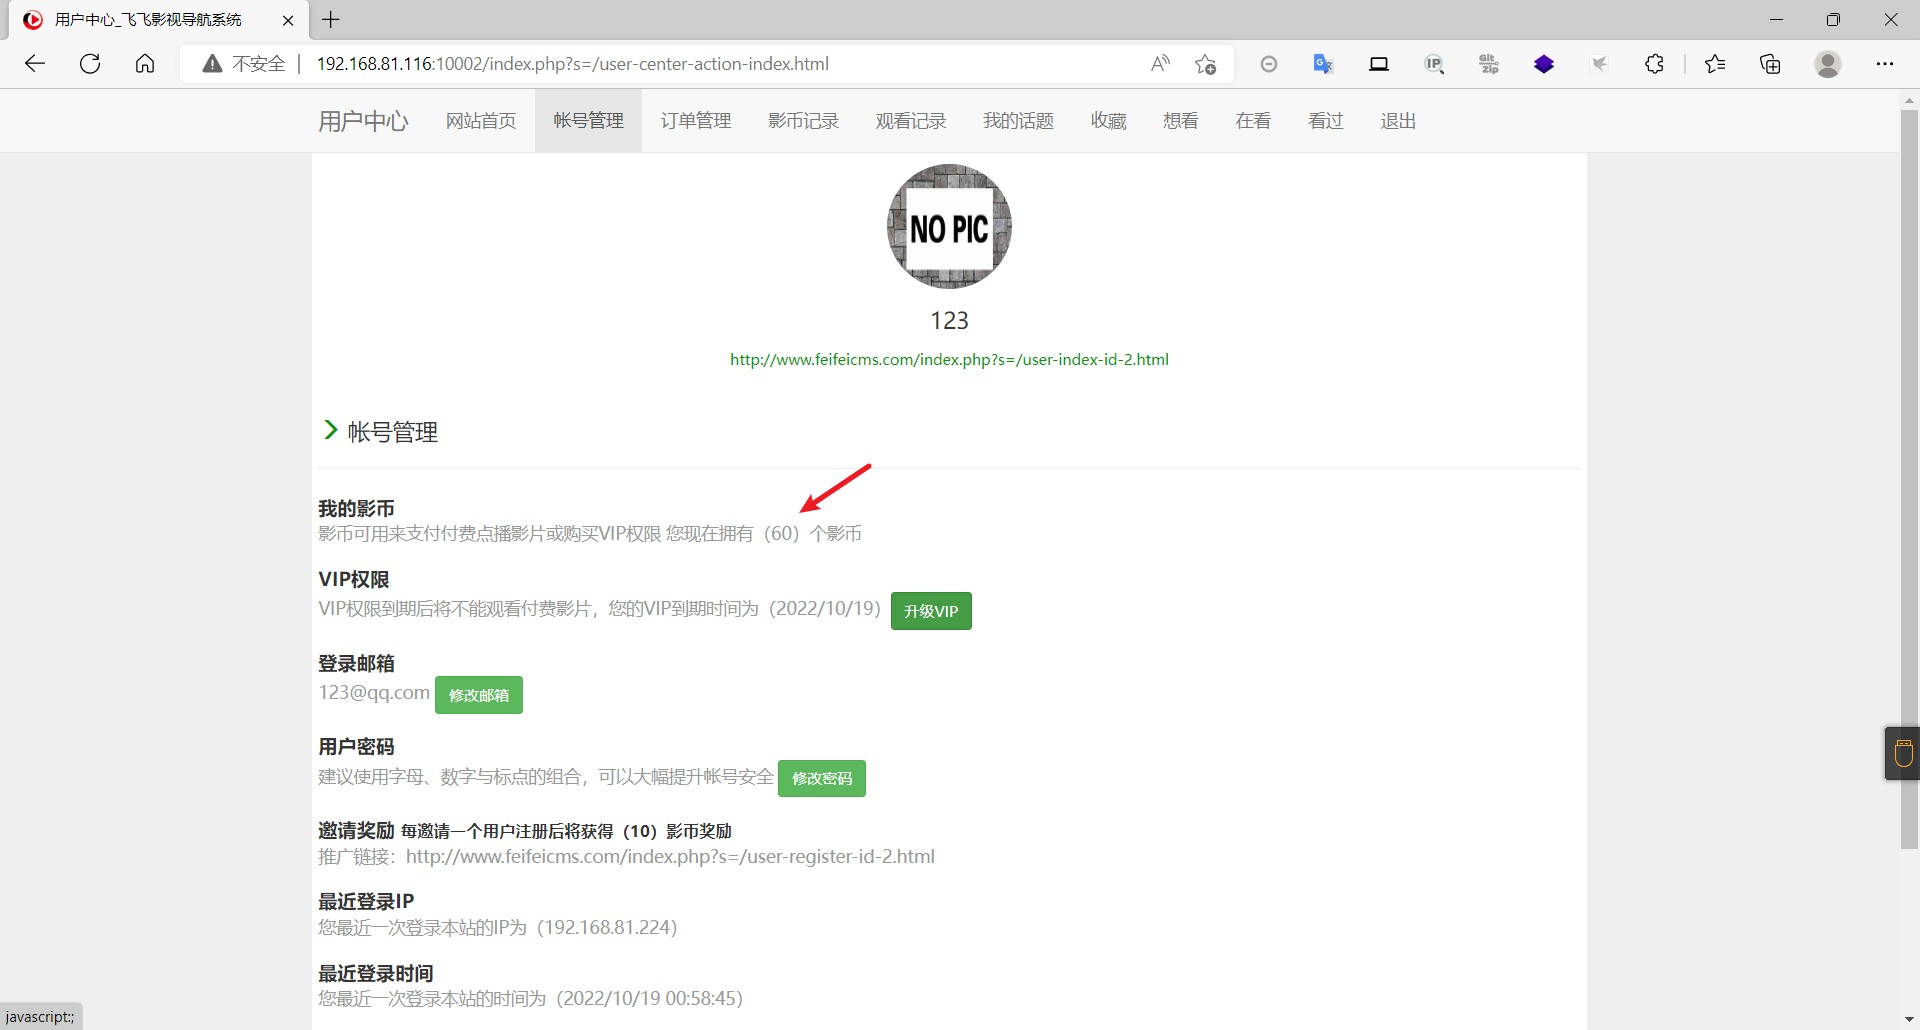 用户中心_飞飞影视导航系统
不安全 192.168.81.116:10002/index.php?s=/user-center-action-index.html
用户中心 网站首页 帐号管理 订单管理 影币记录 观看记录 我的话题 收藏 想看 在看 看过 退出
NO PIC
123
http://www.feifeicms.com/index.php?s=/user-index-id-2.html
帐号管理
我的影币
影币可用来支付付费点播影片或购买VIP权限 您现在拥有（60）个影币
VIP权限
VIP权限到期后将不能观看付费影片，您的VIP到期时间为（2022/10/19） 升级VIP
登录邮箱
123@qq.com 修改邮箱
用户密码
建议使用字母、数字与标点的组合，可以大幅提升帐号安全 修改密码
邀请奖励 每邀请一个用户注册后将获得（10）影币奖励
推广链接：http://www.feifeicms.com/index.php?s=/user-register-id-2.html
最近登录IP
您最近一次登录本站的IP为（192.168.81.224）
最近登录时间
您最近一次登录本站的时间为（2022/10/19 00:58:45）
javascript:;